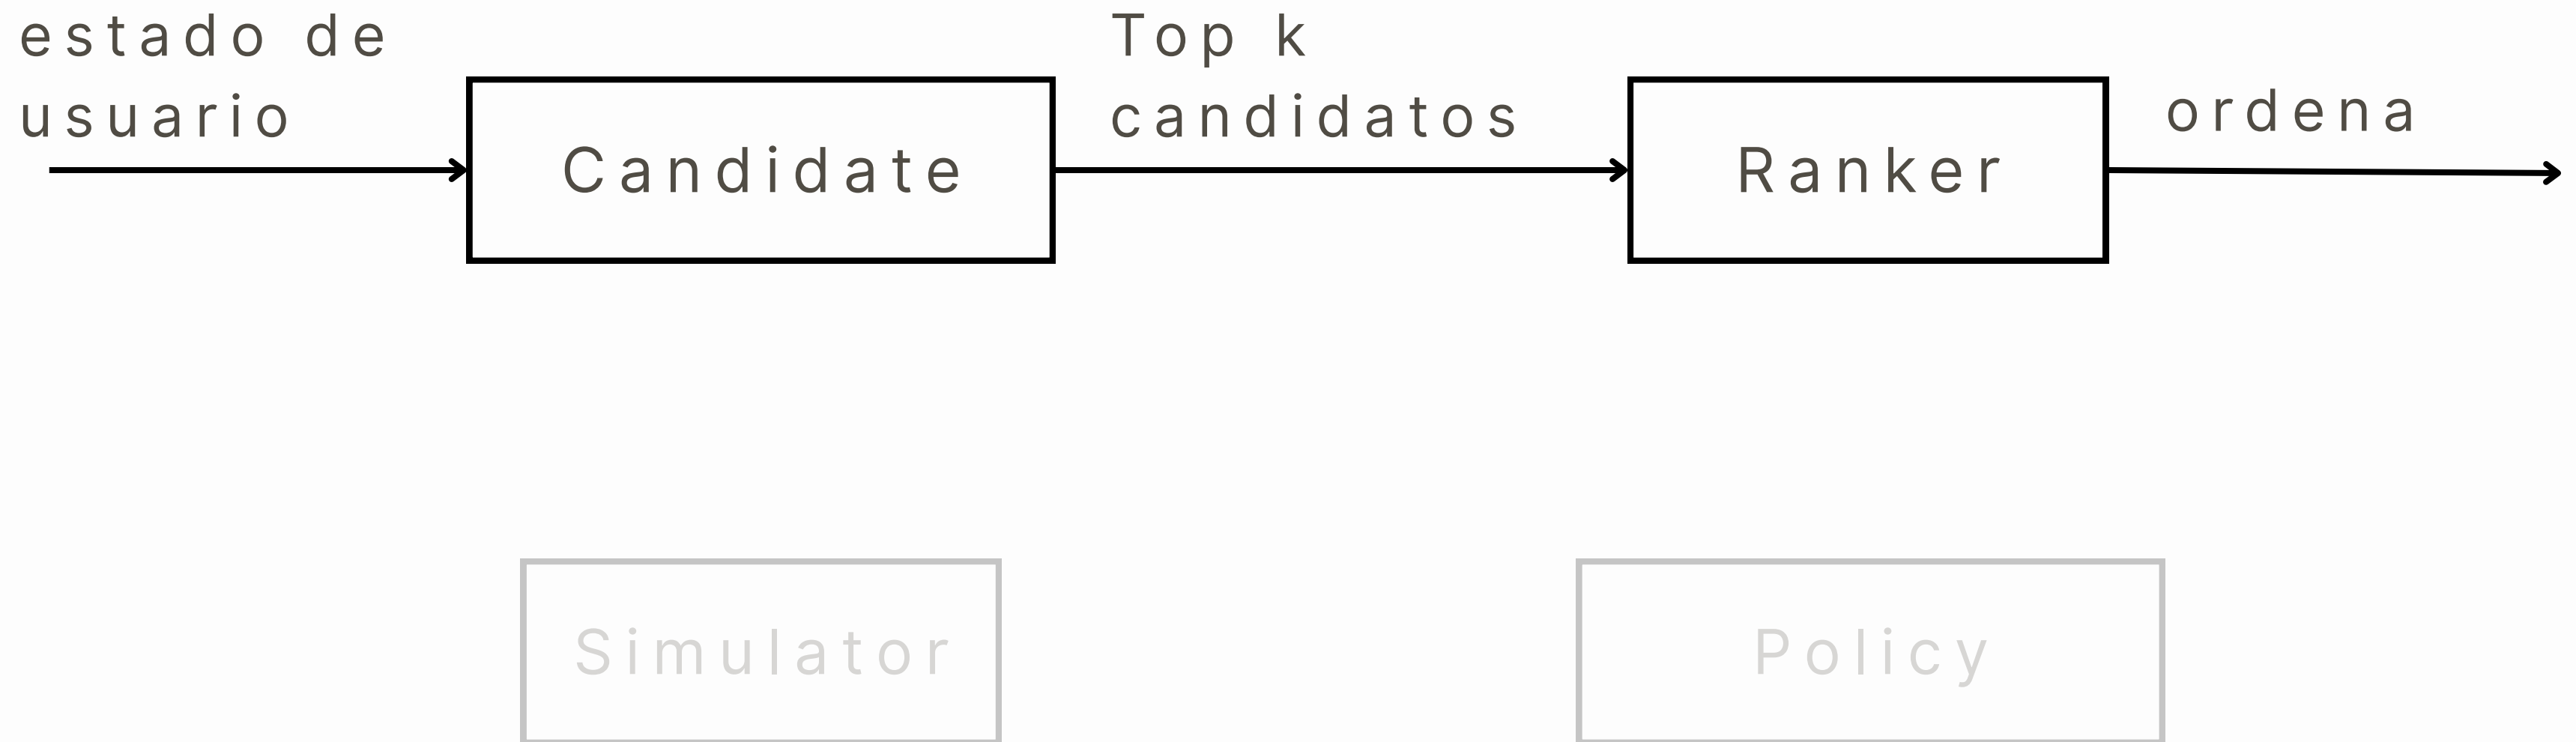 estado de
usuario
Candidate
Top k
candidatos
Ranker
ordena
Simulator
Policy